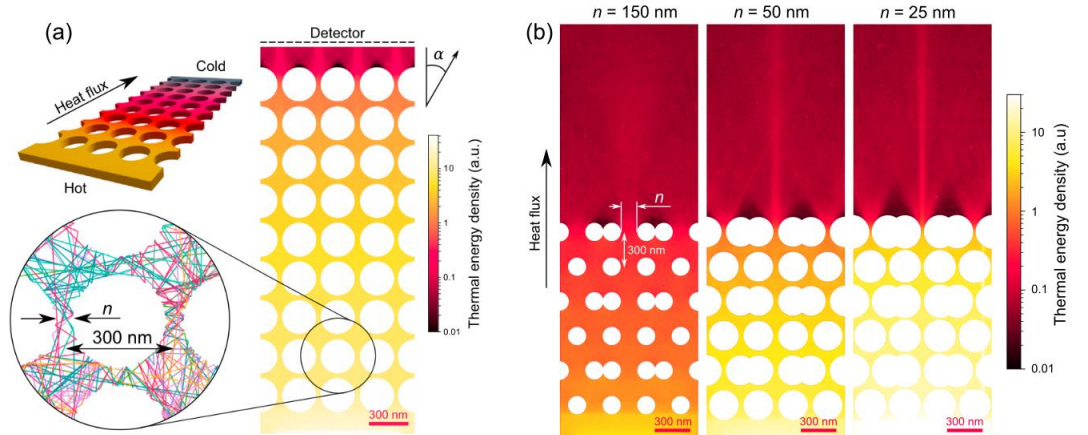 (a)
Detector
α
Cold
Heat flux
Hot
n
300 nm
300 nm
10
1
0.1
0.01
Thermal energy density (a.u.)
(b)
n = 150 nm
n = 50 nm
n = 25 nm
Heat flux
n
300 nm
300 nm
300 nm
300 nm
10
1
0.1
0.01
Thermal energy density (a.u)